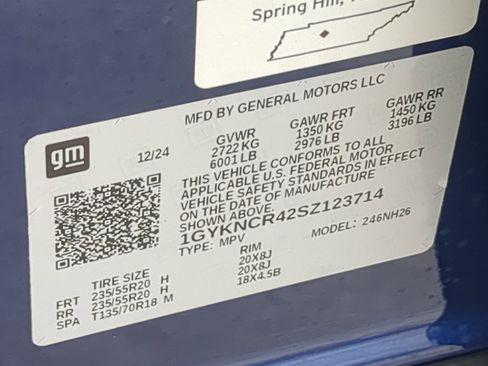 Spring Hill,
MFD BY GENERAL MOTORS LLC
gm
12/24
GVWR GAWR FRT GAWR RR
2722 KG 1350 KG 1450 KG
6001 LB 2976 LB 3196 LB
THIS VEHICLE CONFORMS TO ALL
APPLICABLE U.S. FEDERAL MOTOR
VEHICLE SAFETY STANDARDS IN EFFECT
ON THE DATE OF MANUFACTURE
SHOWN ABOVE.
1GYKNCR42SZ123714
TYPE: MPV MODEL: 246NH26
TIRE SIZE RIM
FRT 235/55R20 H 20X8J
RR 235/55R20 H 20X8J
SPA T135/70R18 M 18X4.5B